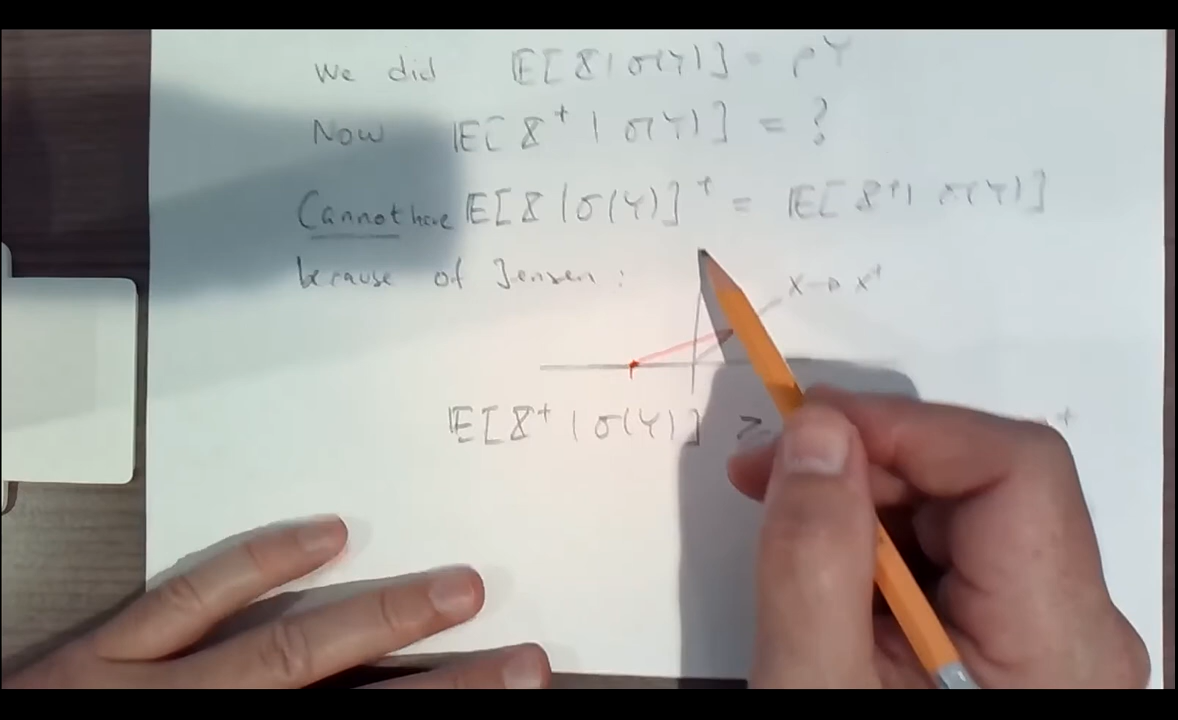 We did E[X|σ(Y)] = ρY
Now E[X⁺|σ(Y)] = ?
Cannot have E[X|σ(Y)]⁺ = E[X⁺|σ(Y)]
because of Jensen:
x → x⁺
E[X⁺|σ(Y)] ≥ ⁺